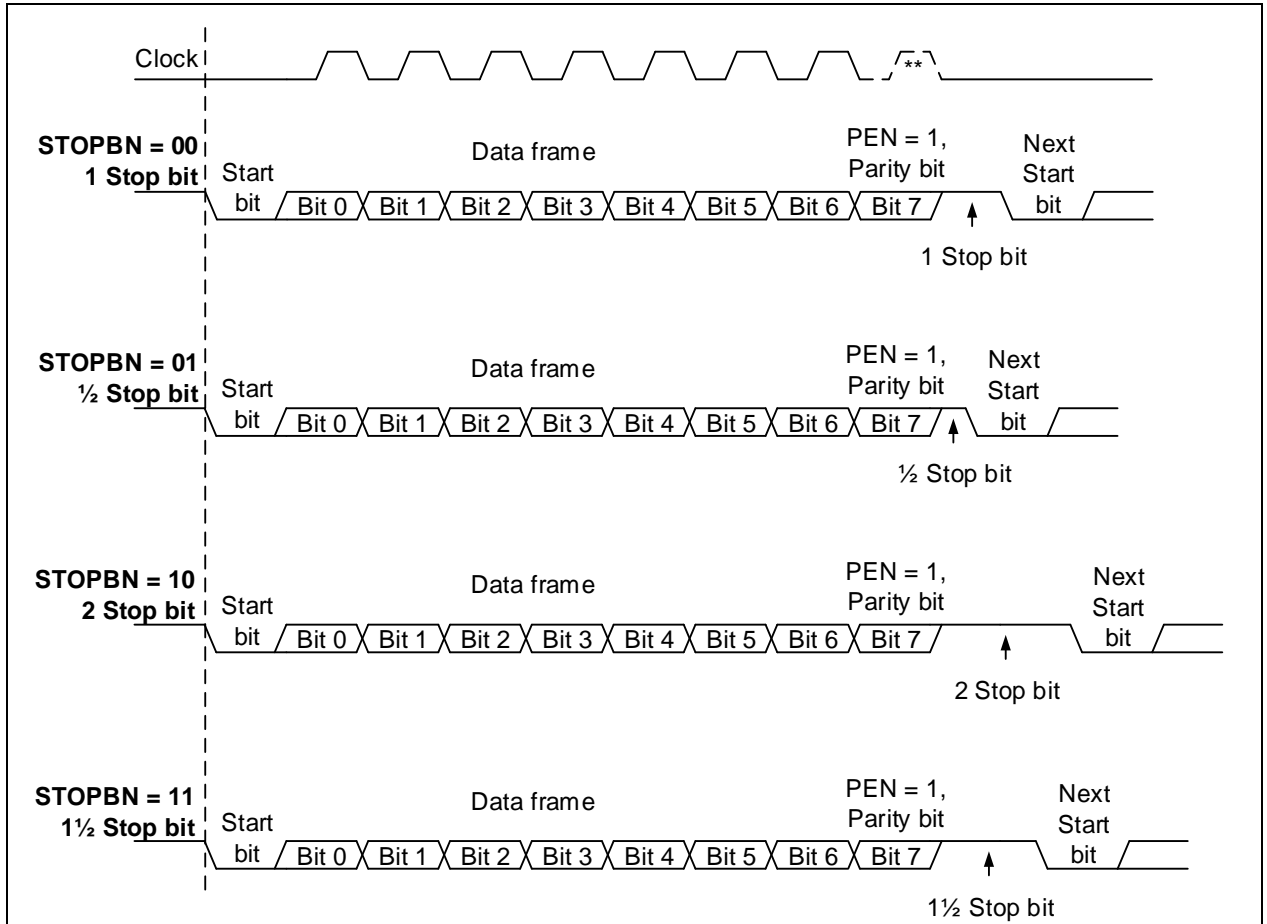 Clock
**
STOPBN = 00
1 Stop bit
Start
bit
Data frame
PEN = 1,
Parity bit
Next
Start
bit
Bit 0 Bit 1 Bit 2 Bit 3 Bit 4 Bit 5 Bit 6 Bit 7
1 Stop bit
STOPBN = 01
½ Stop bit
Start
bit
Data frame
PEN = 1,
Parity bit
Next
Start
bit
Bit 0 Bit 1 Bit 2 Bit 3 Bit 4 Bit 5 Bit 6 Bit 7
½ Stop bit
STOPBN = 10
2 Stop bit
Start
bit
Data frame
PEN = 1,
Parity bit
Next
Start
bit
Bit 0 Bit 1 Bit 2 Bit 3 Bit 4 Bit 5 Bit 6 Bit 7
2 Stop bit
STOPBN = 11
1½ Stop bit
Start
bit
Data frame
PEN = 1,
Parity bit
Next
Start
bit
Bit 0 Bit 1 Bit 2 Bit 3 Bit 4 Bit 5 Bit 6 Bit 7
1½ Stop bit